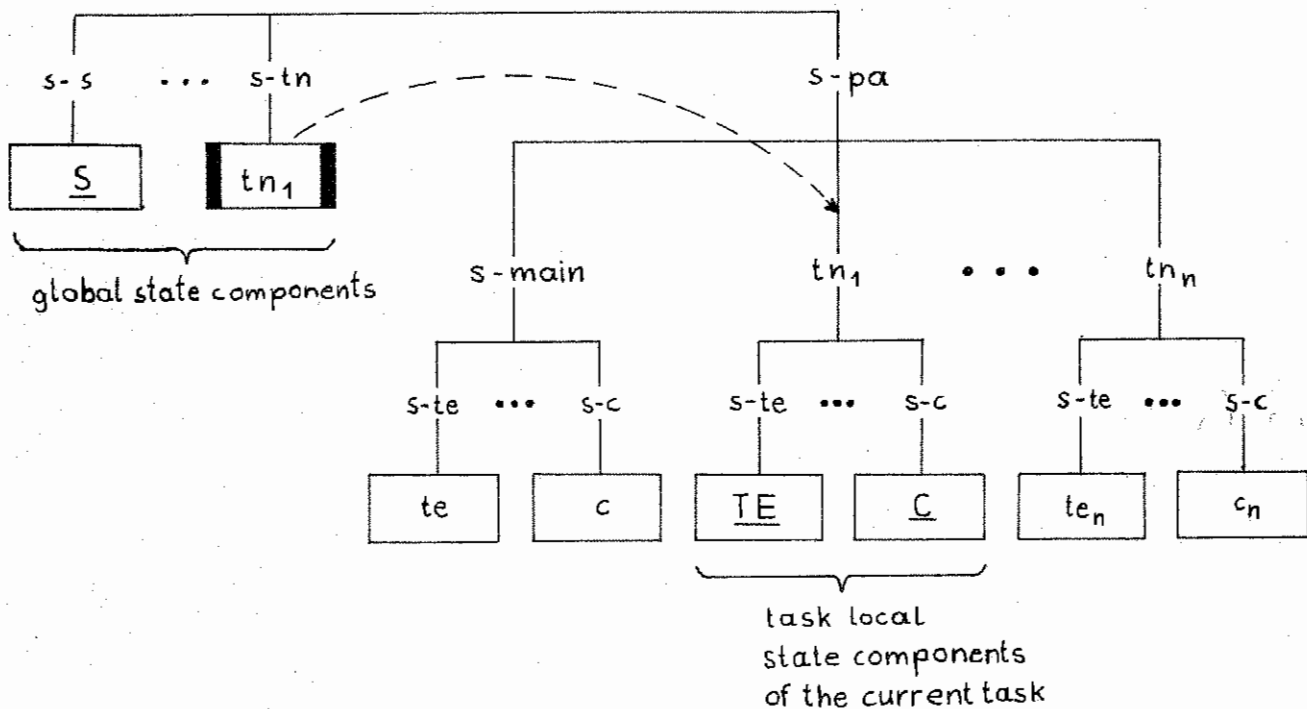 s-s ... s-tn s-pa
S tn₁
global state components
s-main tn₁ ... tnₙ
s-te ... s-c s-te ... s-c s-te ... s-c
te c TE C teₙ cₙ
task local
state components
of the current task